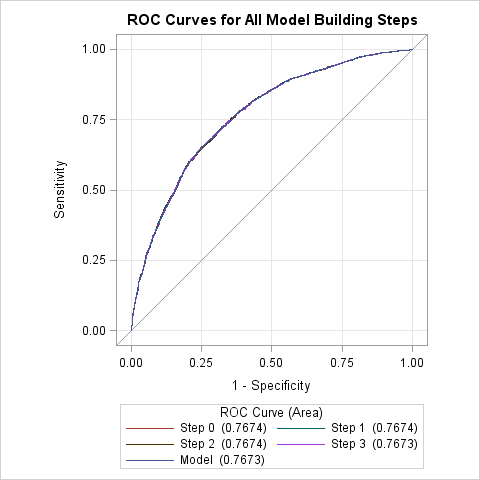 ROC Curves for All Model Building Steps
1.00
0.75
0.50
0.25
0.00
Sensitivity
0.00 0.25 0.50 0.75 1.00
1 - Specificity
ROC Curve (Area)
Step 0 (0.7674) Step 1 (0.7674)
Step 2 (0.7674) Step 3 (0.7673)
Model (0.7673)